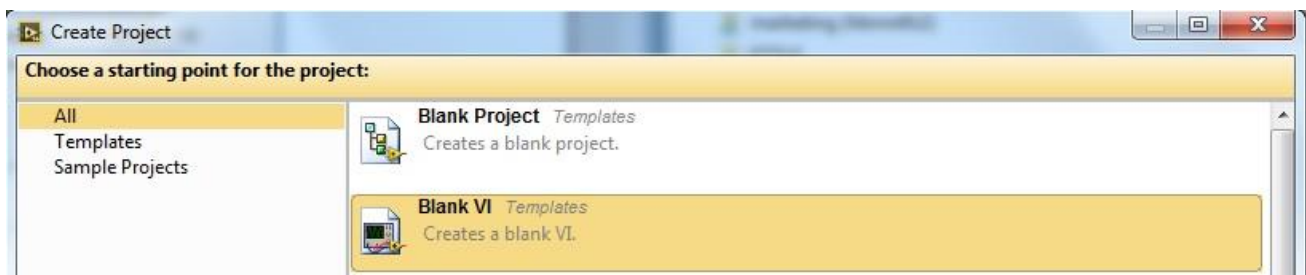 Create Project
Choose a starting point for the project:
All
Templates
Sample Projects
Blank Project Templates
Creates a blank project.
Blank VI Templates
Creates a blank VI.